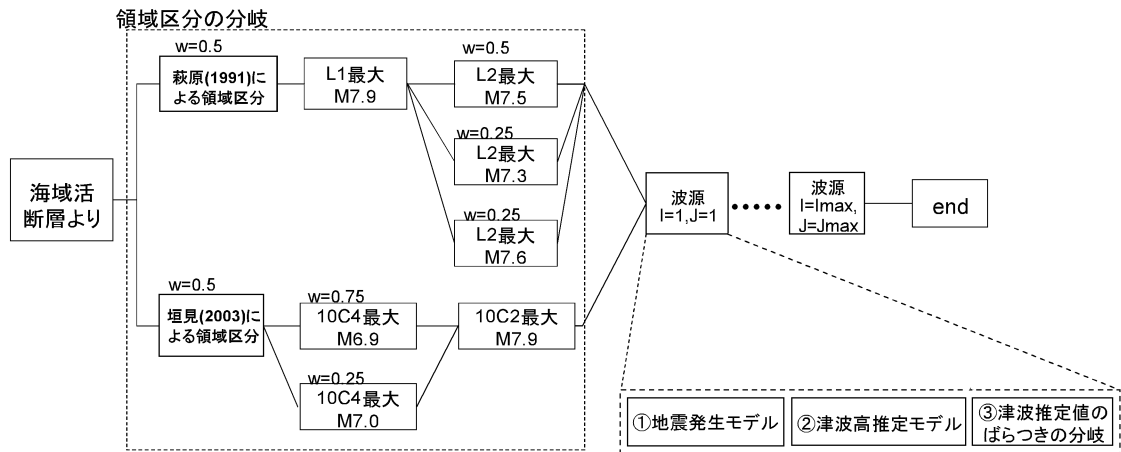 領域区分の分岐
w=0.5
萩原(1991)に
よる領域区分
L1最大
M7.9
w=0.5
L2最大
M7.5
w=0.25
L2最大
M7.3
w=0.25
L2最大
M7.6
海域活
断層より
w=0.5
垣見(2003)に
よる領域区分
w=0.75
10C4最大
M6.9
w=0.25
10C4最大
M7.0
10C2最大
M7.9
波源
I=1,J=1
•••••
波源
I=Imax,
J=Jmax
end
①地震発生モデル
②津波高推定モデル
③津波推定値の
ばらつきの分岐